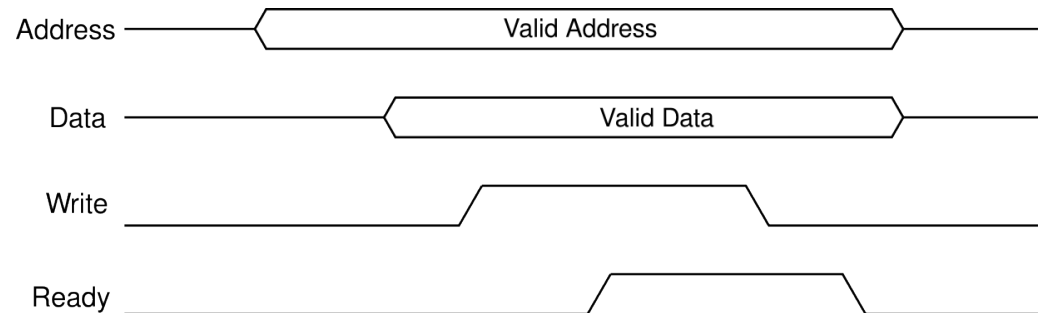 Address
Valid Address
Data
Valid Data
Write
Ready